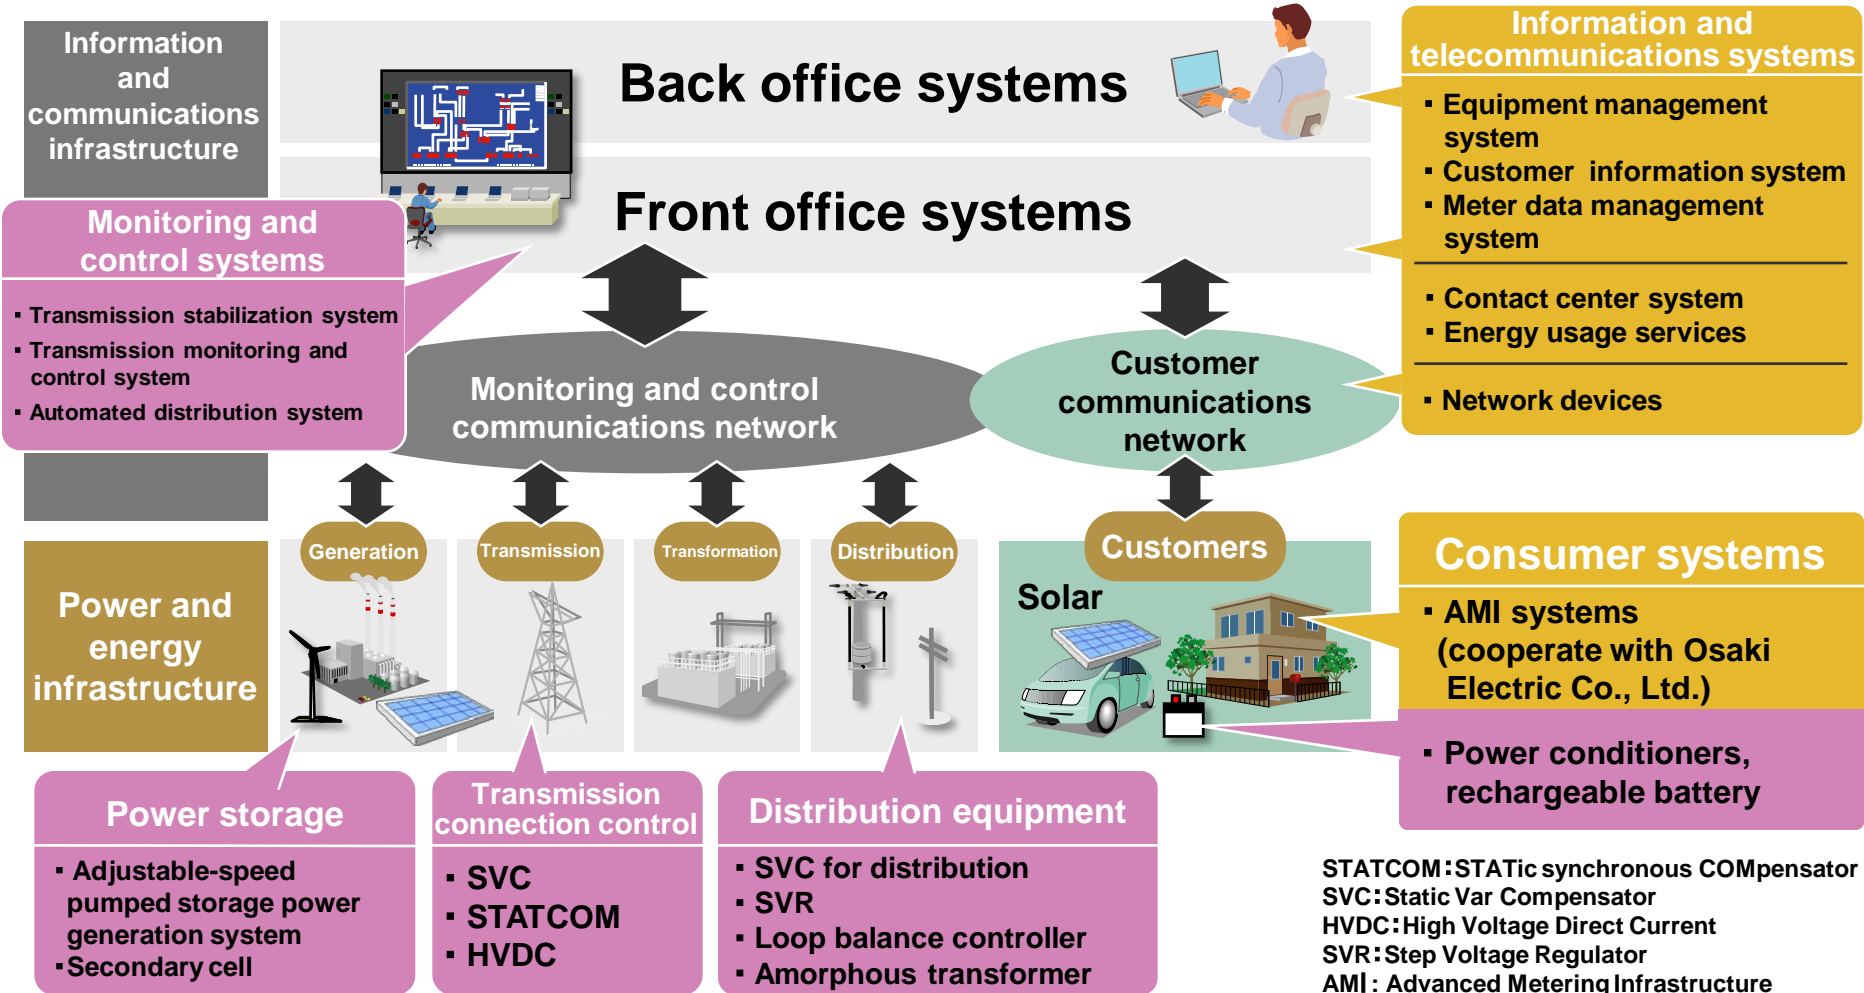 Information
and
communications
infrastructure
Back office systems
Front office systems
Information and
telecommunications systems
▪ Equipment management
system
▪ Customer information system
▪ Meter data management
system
▪ Contact center system
▪ Energy usage services
▪ Network devices
Monitoring and
control systems
▪ Transmission stabilization system
▪ Transmission monitoring and
control system
▪ Automated distribution system
Monitoring and control
communications network
Customer
communications
network
Power and
energy
infrastructure
Generation
Transmission
Transformation
Distribution
Customers
Solar
Consumer systems
▪ AMI systems
(cooperate with Osaki
Electric Co., Ltd.)
▪ Power conditioners,
rechargeable battery
Power storage
▪ Adjustable-speed
pumped storage power
generation system
▪ Secondary cell
Transmission
connection control
▪ SVC
▪ STATCOM
▪ HVDC
Distribution equipment
▪ SVC for distribution
▪ SVR
▪ Loop balance controller
▪ Amorphous transformer
STATCOM:STATic synchronous COMpensator
SVC:Static Var Compensator
HVDC:High Voltage Direct Current
SVR:Step Voltage Regulator
AMI: Advanced Metering Infrastructure